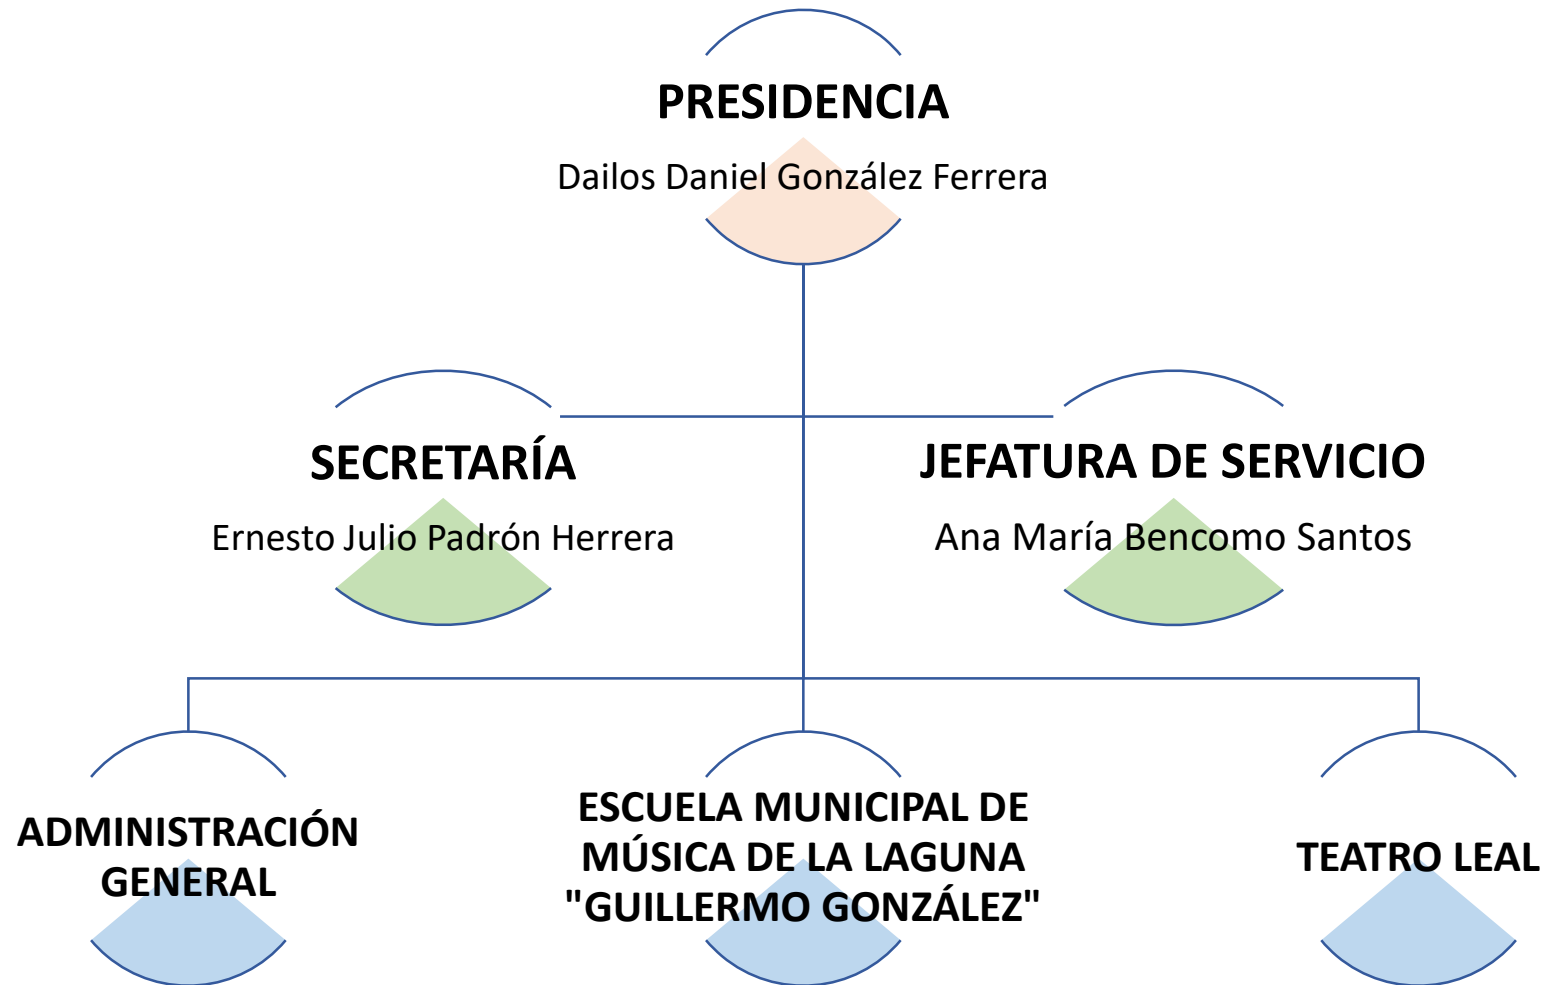 PRESIDENCIA
Dailos Daniel González Ferrera
SECRETARÍA
Ernesto Julio Padrón Herrera
JEFATURA DE SERVICIO
Ana María Bencomo Santos
ADMINISTRACIÓN
GENERAL
ESCUELA MUNICIPAL DE
MÚSICA DE LA LAGUNA
"GUILLERMO GONZÁLEZ"
TEATRO LEAL